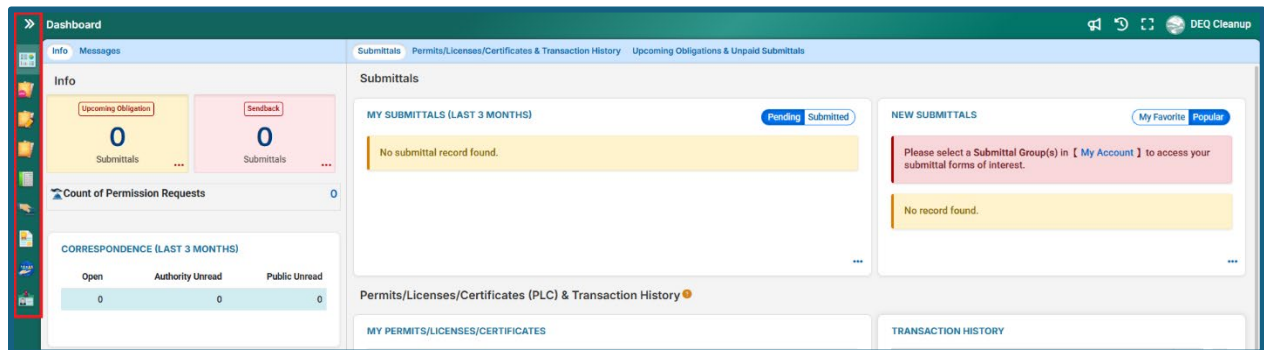 Dashboard
DEQ Cleanup
Info Messages
Submittals Permits/Licenses/Certificates & Transaction History Upcoming Obligations & Unpaid Submittals
Info
Upcoming Obligation
0
Submittals
...
Sendback
0
Submittals
...
Count of Permission Requests 0
CORRESPONDENCE (LAST 3 MONTHS)
Open Authority Unread Public Unread
0 0 0
Submittals
MY SUBMITTALS (LAST 3 MONTHS) Pending Submitted
No submittal record found.
...
NEW SUBMITTALS My Favorite Popular
Please select a Submittal Group(s) in 【 My Account 】 to access your
submittal forms of interest.
No record found.
...
Permits/Licenses/Certificates (PLC) & Transaction History
MY PERMITS/LICENSES/CERTIFICATES
TRANSACTION HISTORY